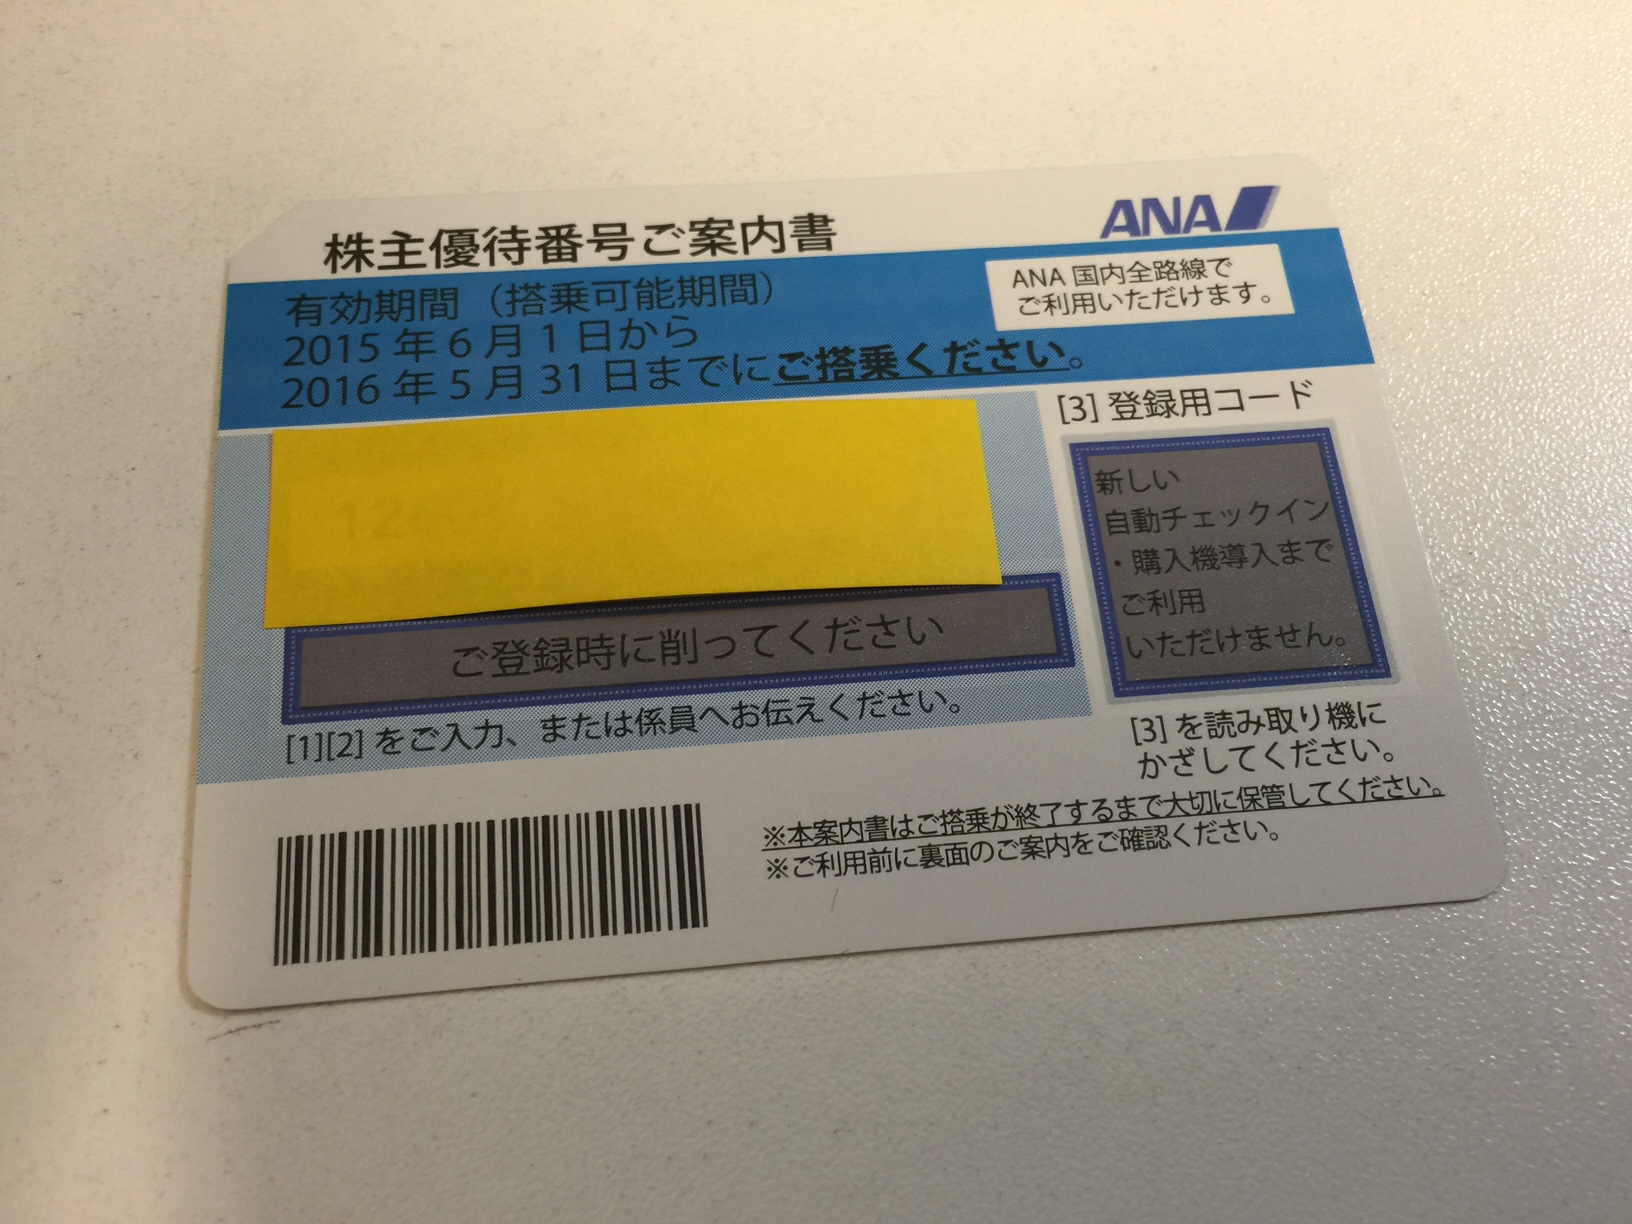 株主優待番号ご案内書
ANA
有効期間（搭乗可能期間）
2015 年 6 月 1 日から
2016 年 5 月 31 日までにご搭乗ください。
ANA 国内全路線で
ご利用いただけます。
[3] 登録用コード
新しい
自動チェックイン
・購入機導入まで
ご利用
いただけません。
ご登録時に削ってください
[1][2] をご入力、または係員へお伝えください。
[3] を読み取り機に
かざしてください。
※本案内書はご搭乗が終了するまで大切に保管してください。
※ご利用前に裏面のご案内をご確認ください。